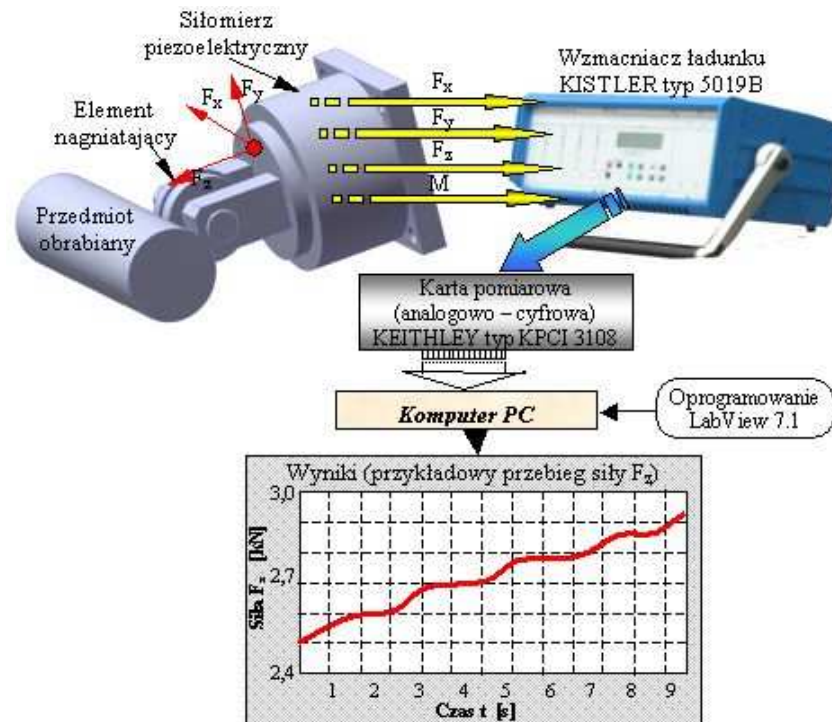 Siłomierz
piezoelektryczny
Wzmacniacz ładunku
KISTLER typ 5019B
Element
nagniatający
Przedmiot
obrabiany
Fx
Fy
Fz
Fx
Fy
Fz
M
Karta pomiarowa
(analogowo – cyfrowa)
KEITHLEY typ KPCI 3108
Komputer PC
Oprogramowanie
LabView 7.1
Wyniki (przykładowy przebieg siły Fz)
Siła Fz [kN]
3,0
2,7
2,4
1 2 3 4 5 6 7 8 9
Czas t [s]